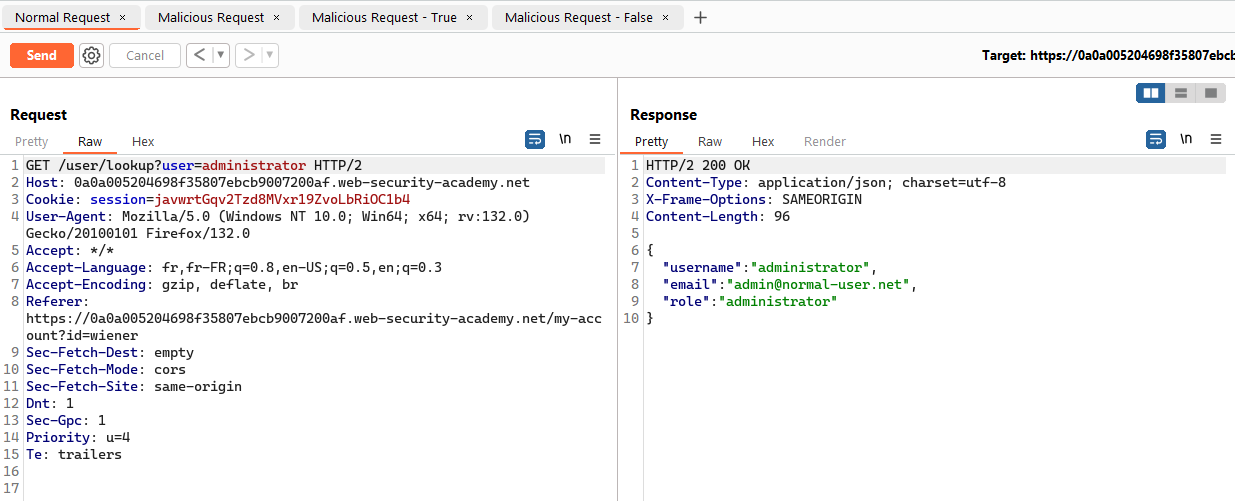 Normal Request ×
Malicious Request ×
Malicious Request - True ×
Malicious Request - False ×
+
Send
Cancel
< ▼
> ▼
Target: https://0a0a005204698f35807ebcb
Request
Pretty Raw Hex
\n
1 GET /user/lookup?user=administrator HTTP/2
2 Host: 0a0a005204698f35807ebcb9007200af.web-security-academy.net
3 Cookie: session=javwrtGqv2Tzd8MVxr19ZvoLbRiOC1b4
4 User-Agent: Mozilla/5.0 (Windows NT 10.0; Win64; x64; rv:132.0)
Gecko/20100101 Firefox/132.0
5 Accept: */*
6 Accept-Language: fr,fr-FR;q=0.8,en-US;q=0.5,en;q=0.3
7 Accept-Encoding: gzip, deflate, br
8 Referer:
https://0a0a005204698f35807ebcb9007200af.web-security-academy.net/my-acc
ount?id=wiener
9 Sec-Fetch-Dest: empty
10 Sec-Fetch-Mode: cors
11 Sec-Fetch-Site: same-origin
12 Dnt: 1
13 Sec-Gpc: 1
14 Priority: u=4
15 Te: trailers
16
17
Response
Pretty Raw Hex Render
\n
1 HTTP/2 200 OK
2 Content-Type: application/json; charset=utf-8
3 X-Frame-Options: SAMEORIGIN
4 Content-Length: 96
5
6 {
7 "username":"administrator",
8 "email":"admin@normal-user.net",
9 "role":"administrator"
10 }